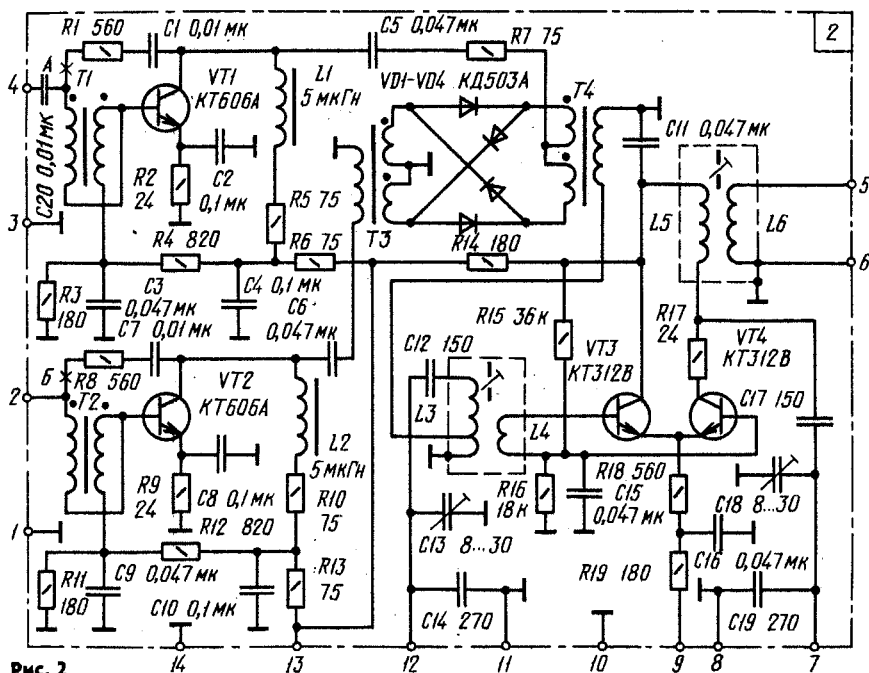 R1 560
C1 0,01 мк
C5 0,047 мк
R7 75
2
A
4
T1
VT1
КТ606А
L1
5 мкГн
VD1-VD4 КД503А
T4
C11 0,047 мк
C20 0,01 мк
R2
24
C2
0,1 мк
5
3
R5 75
T3
L5
L6
R4 820
R6 75
R14 180
6
R3
180
C3
0,047 мк
C4 0,1 мк
C6
0,047 мк
R15 36 к
R17
24
C7 0,01 мк
C12 150
VT3
КТ312В
VT4
КТ312В
Б
R8 560
2
T2
VT2
КТ606А
C17 150
L3
L4
L2
5 мкГн
R9
24
C8 0,1 мк
R10
75
R16
18 к
R18 560
C15
0,047 мк
C18
8...30
1
R12 820
C13 8...30
C16
0,047 мк
R11
180
C9 0,047 мк
R13
75
R19 180
C10 0,1 мк
C14 270
C19 270
Рис. 2
14
13
12
11
10
9
8
7